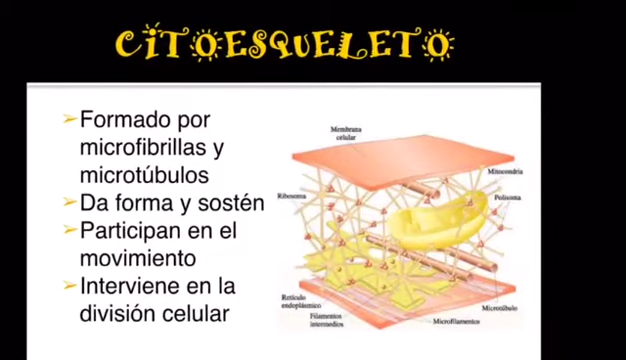 CÍTOESQUELETO
➢Formado por
microfibrillas y
microtúbulos
➢Da forma y sostén
➢Participan en el
movimiento
➢Interviene en la
división celular
Membrana
celular
Mitocondria
Ribosoma
Polisoma
Retículo
endoplásmico
Filamentos
intermedios
Microtúbulo
Microfilamentos